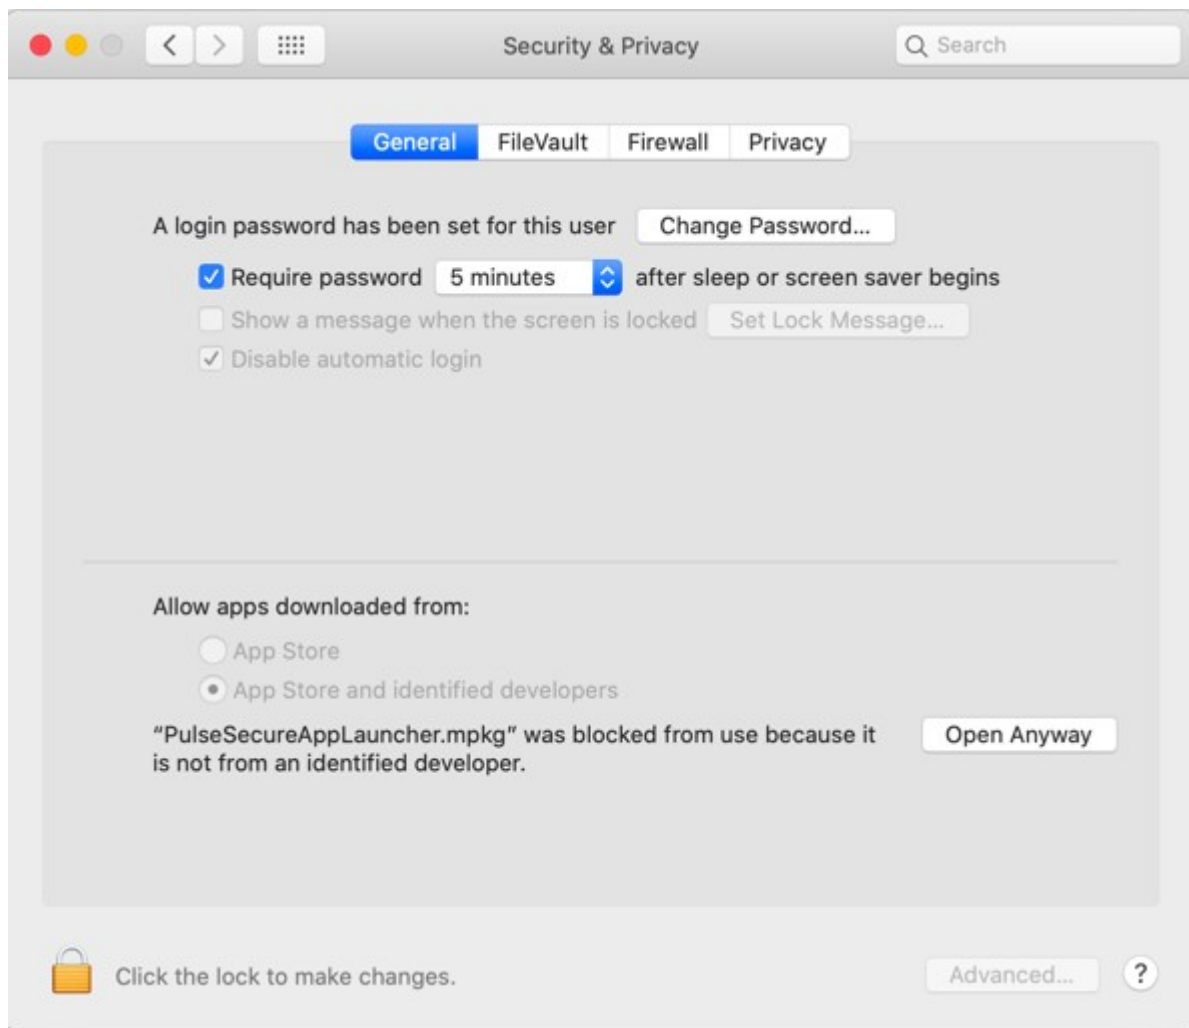 Security & Privacy
Search
General FileVault Firewall Privacy
A login password has been set for this user Change Password...
Require password 5 minutes after sleep or screen saver begins
Show a message when the screen is locked Set Lock Message...
Disable automatic login
Allow apps downloaded from:
App Store
App Store and identified developers
“PulseSecureAppLauncher.mpkg” was blocked from use because it
is not from an identified developer.
Open Anyway
Click the lock to make changes.
Advanced...
?